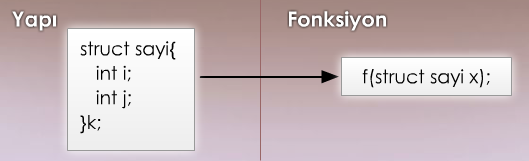 Yapı
struct sayi{
int i;
int j;
}k;
Fonksiyon
f(struct sayi x);